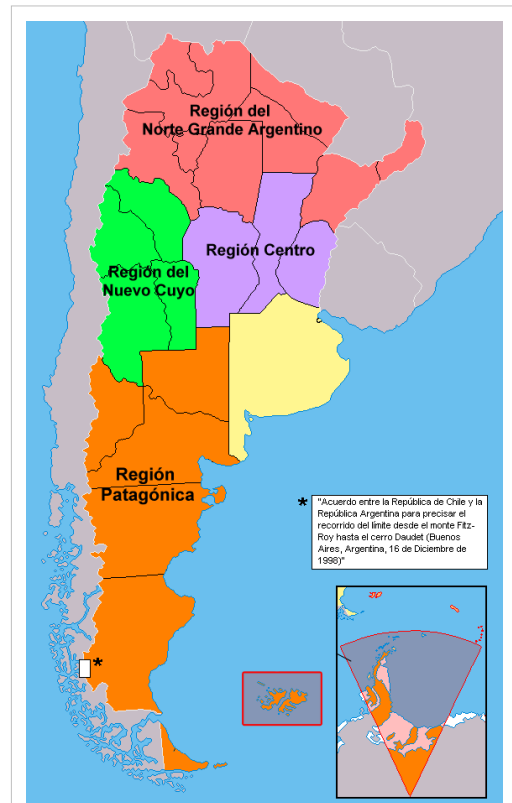 Región del
Norte Grande Argentino
Región Centro
Región del
Nuevo Cuyo
Región
Patagónica
* "Acuerdo entre la República de Chile y la
República Argentina para precisar el
recorrido del límite desde el monte Fitz-
Roy hasta el cerro Daudet (Buenos
Aires, Argentina, 16 de Diciembre de
1998)"
*